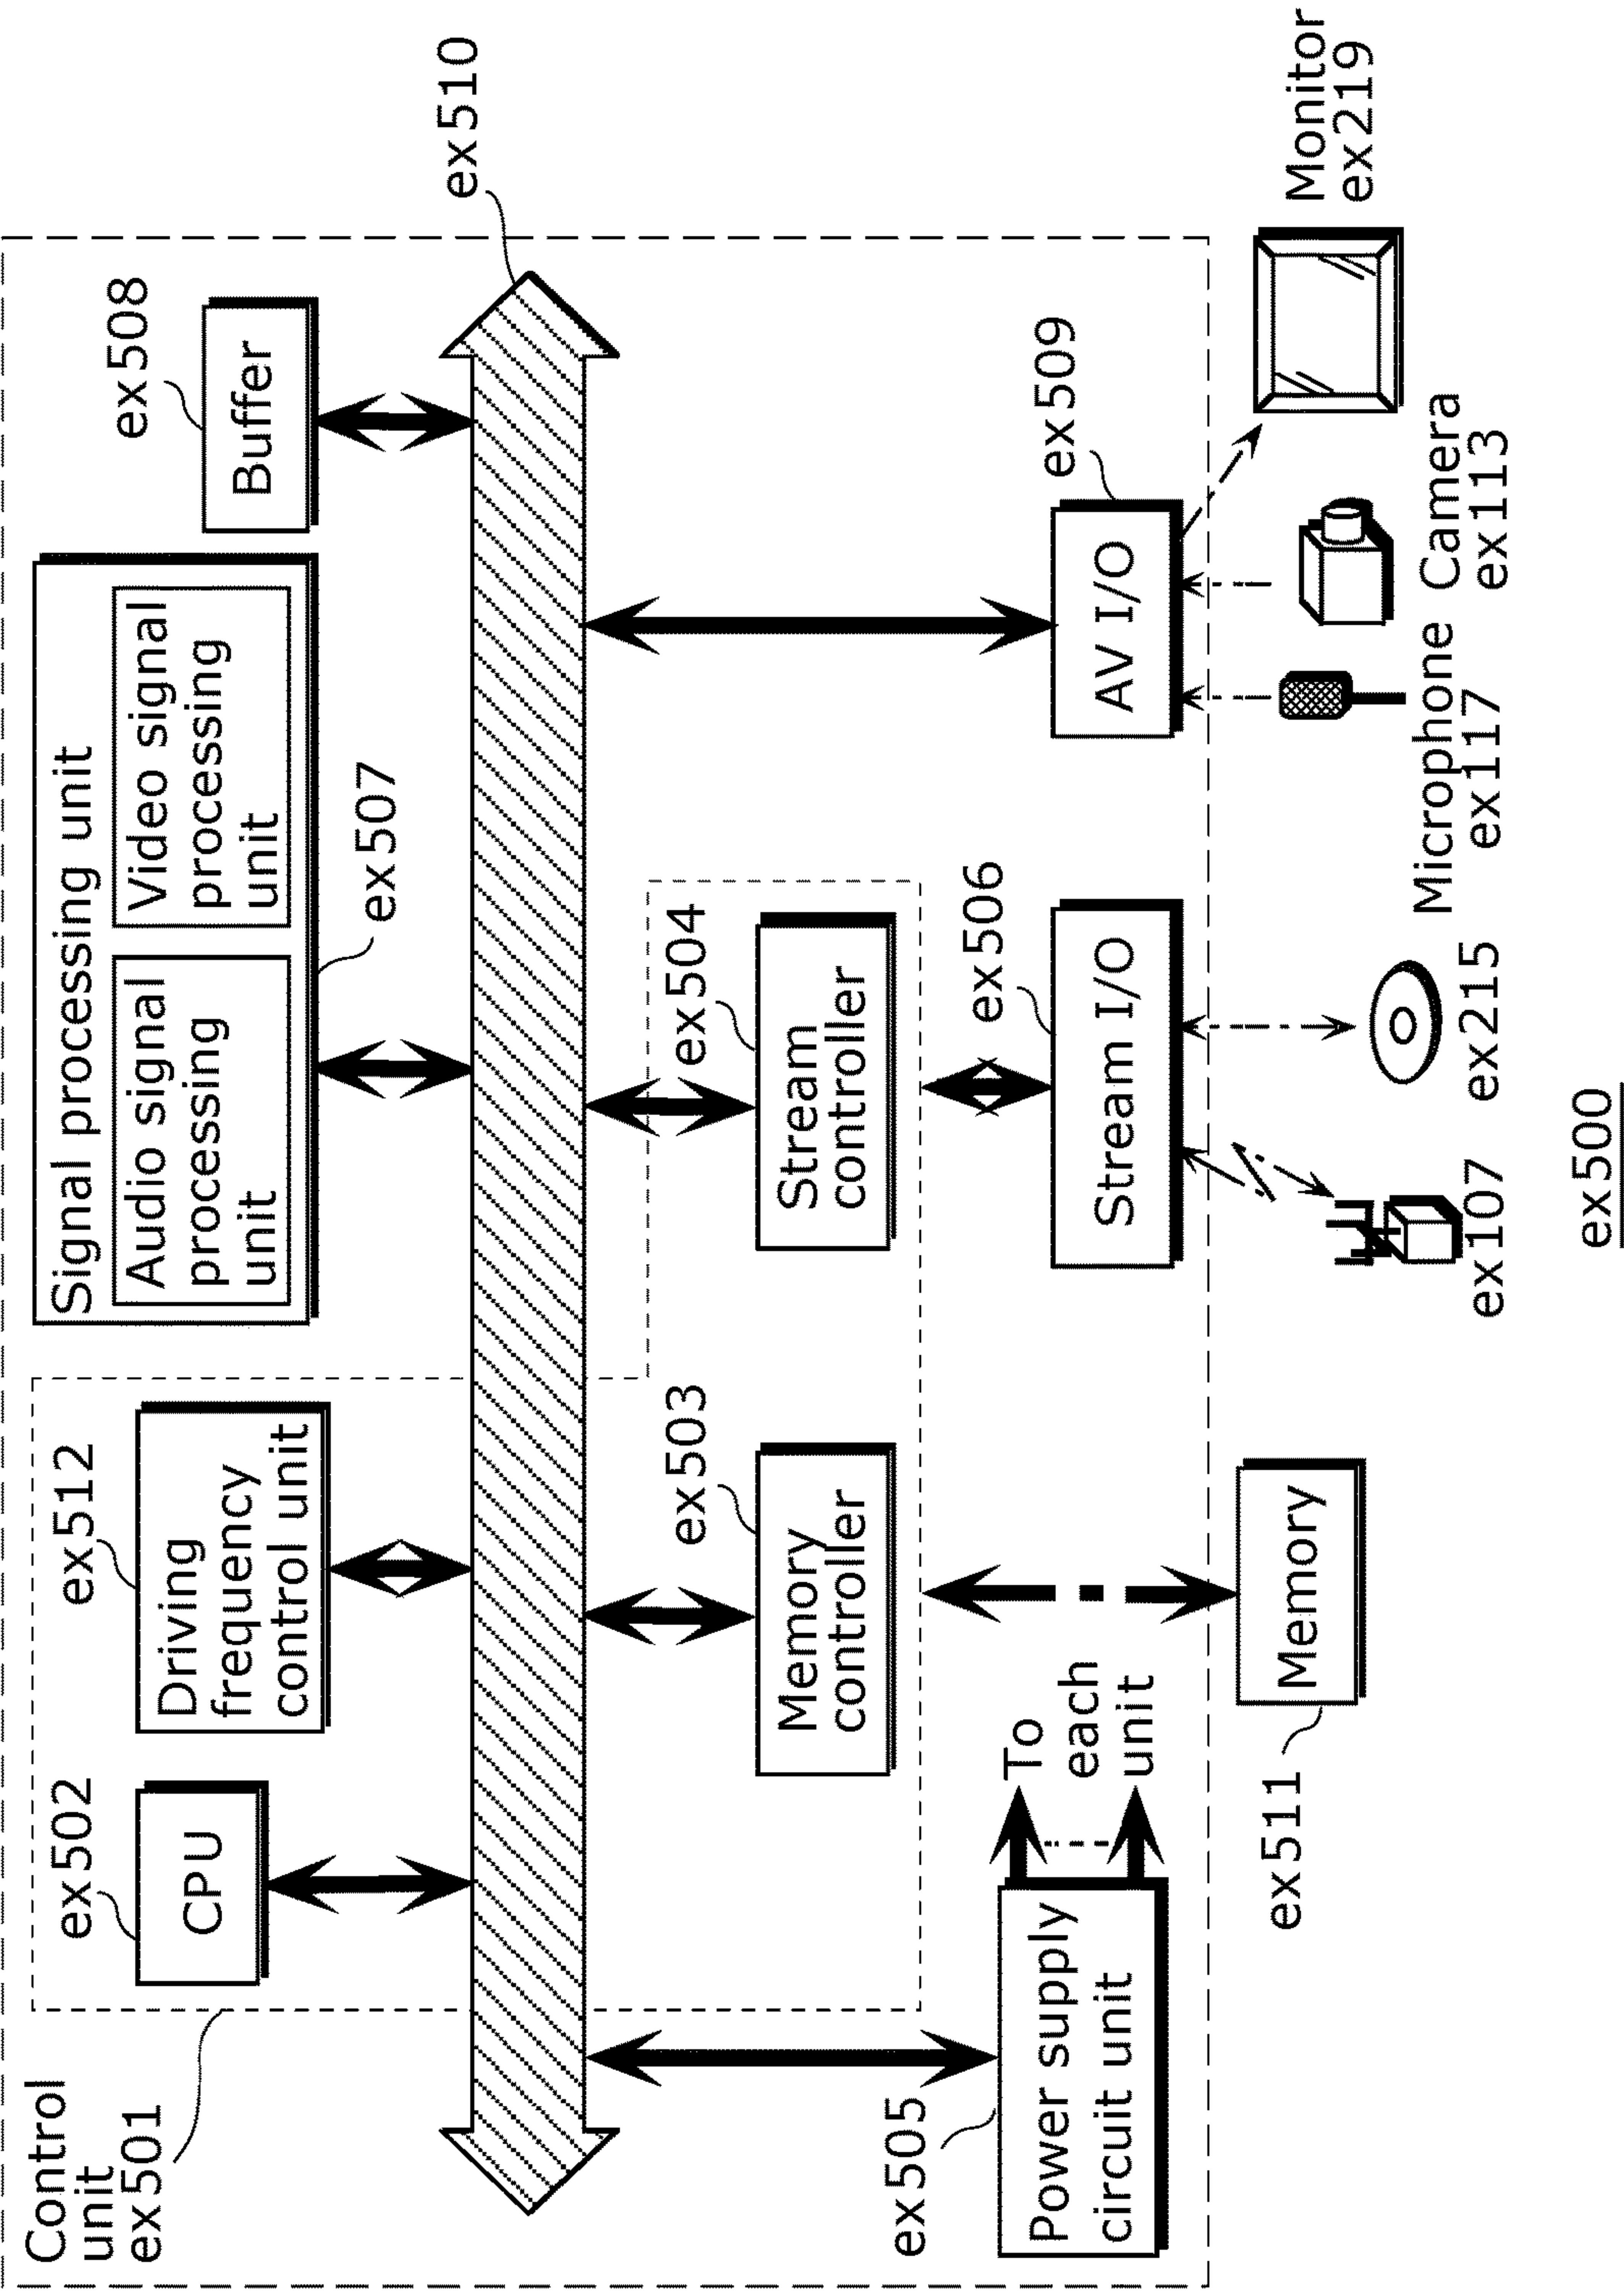 Control
unit
ex501
ex502
CPU
ex512
Driving
frequency
control unit
Signal processing unit
Audio signal
processing
unit
Video signal
processing
unit
ex507
ex508
Buffer
ex510
ex503
Memory
controller
ex504
Stream
controller
ex505
Power supply
circuit unit
To
each
unit
ex506
Stream I/O
ex509
AV I/O
ex511
Memory
ex107
ex215
Microphone
ex117
Camera
ex113
Monitor
ex219
ex500